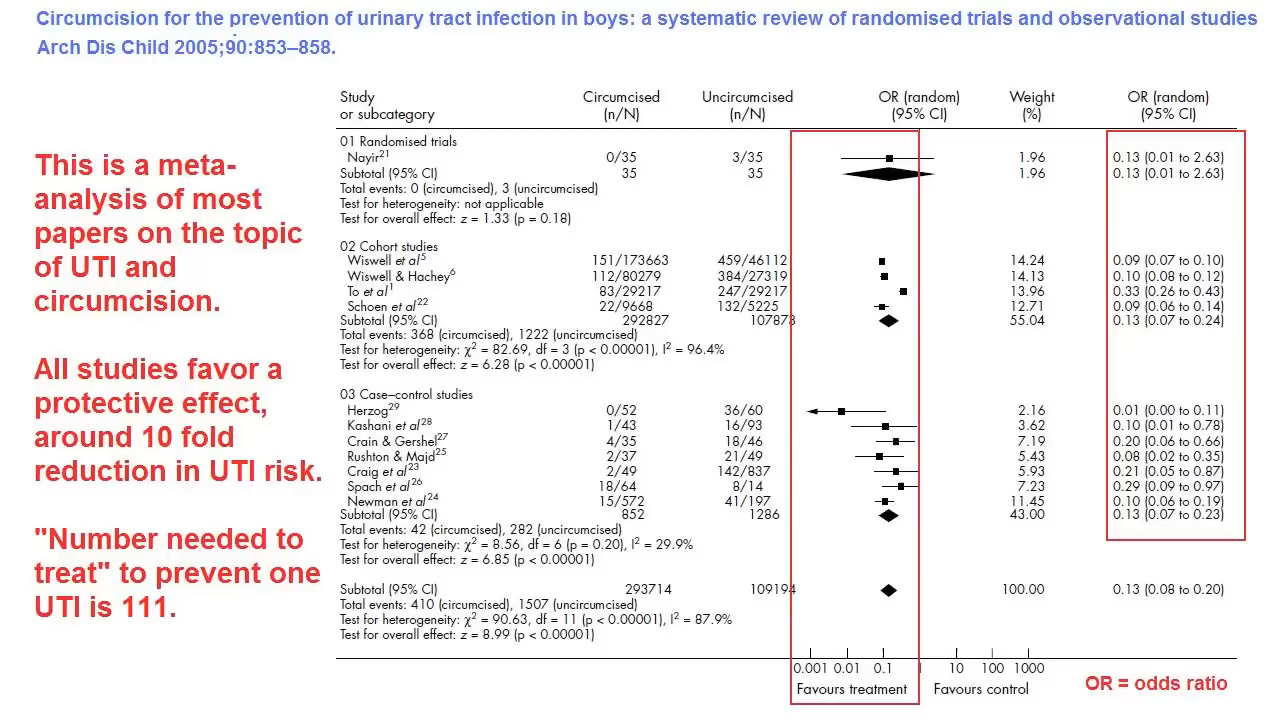 Circumcision for the prevention of urinary tract infection in boys: a systematic review of randomised trials and observational studies
Arch Dis Child 2005;90:853–858.
This is a meta-
analysis of most
papers on the topic
of UTI and
circumcision.
All studies favor a
protective effect,
around 10 fold
reduction in UTI risk.
"Number needed to
treat" to prevent one
UTI is 111.
Study Circumcised Uncircumcised OR (random) Weight OR (random)
or subcategory (n/N) (n/N) (95% CI) (%) (95% CI)
01 Randomised trials
Nayir21 0/35 3/35 1.96 0.13 (0.01 to 2.63)
Subtotal (95% CI) 35 35 1.96 0.13 (0.01 to 2.63)
Total events: 0 (circumcised), 3 (uncircumcised)
Test for heterogeneity: not applicable
Test for overall effect: z = 1.33 (p = 0.18)
02 Cohort studies
Wiswell et al5 151/173663 459/46112 14.24 0.09 (0.07 to 0.10)
Wiswell & Hachey6 112/80279 384/27319 14.13 0.10 (0.08 to 0.12)
To et al1 83/29217 247/29217 13.96 0.33 (0.26 to 0.43)
Schoen et al22 22/9668 132/5225 12.71 0.09 (0.06 to 0.14)
Subtotal (95% CI) 292827 107873 55.04 0.13 (0.07 to 0.24)
Total events: 368 (circumcised), 1222 (uncircumcised)
Test for heterogeneity: χ2 = 82.69, df = 3 (p < 0.00001), I2 = 96.4%
Test for overall effect: z = 6.28 (p < 0.00001)
03 Case–control studies
Herzog29 0/52 36/60 2.16 0.01 (0.00 to 0.11)
Kashani et al28 1/43 16/93 3.62 0.10 (0.01 to 0.78)
Crain & Gershel27 4/35 18/46 7.19 0.20 (0.06 to 0.66)
Rushton & Majd25 2/37 21/49 5.43 0.08 (0.02 to 0.35)
Craig et al23 2/49 142/837 5.93 0.21 (0.05 to 0.87)
Spach et al26 18/64 8/14 7.23 0.29 (0.09 to 0.97)
Newman et al24 15/572 41/197 11.45 0.10 (0.06 to 0.19)
Subtotal (95% CI) 852 1286 43.00 0.13 (0.07 to 0.23)
Total events: 42 (circumcised), 282 (uncircumcised)
Test for heterogeneity: χ2 = 8.56, df = 6 (p = 0.20), I2 = 29.9%
Test for overall effect: z = 6.85 (p < 0.00001)
Subtotal (95% CI) 293714 109194 100.00 0.13 (0.08 to 0.20)
Total events: 410 (circumcised), 1507 (uncircumcised)
Test for heterogeneity: χ2 = 90.63, df = 11 (p < 0.00001), I2 = 87.9%
Test for overall effect: z = 8.99 (p < 0.00001)
0.001 0.01 0.1 1 10 100 1000
Favours treatment Favours control
OR = odds ratio